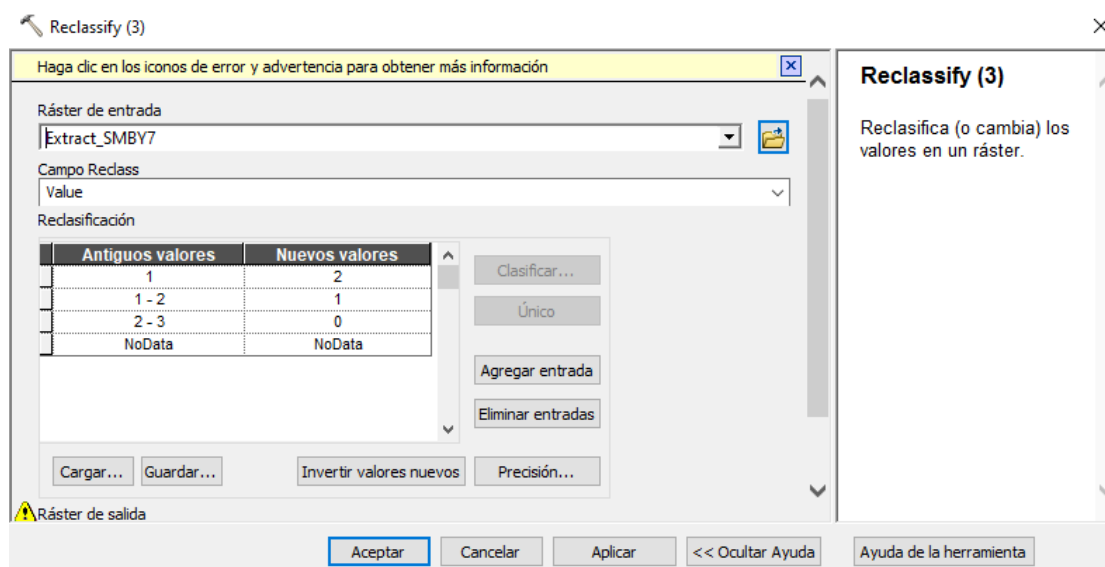 Reclassify (3)
Haga clic en los iconos de error y advertencia para obtener más información
Ráster de entrada
Extract_SMBY7
Campo Reclass
Value
Reclasificación
Antiguos valores Nuevos valores
1 2
1 - 2 1
2 - 3 0
NoData NoData
Clasificar...
Único
Agregar entrada
Eliminar entradas
Cargar... Guardar... Invertir valores nuevos Precisión...
Ráster de salida
Reclassify (3)
Reclasifica (o cambia) los
valores en un ráster.
Aceptar Cancelar Aplicar << Ocultar Ayuda Ayuda de la herramienta